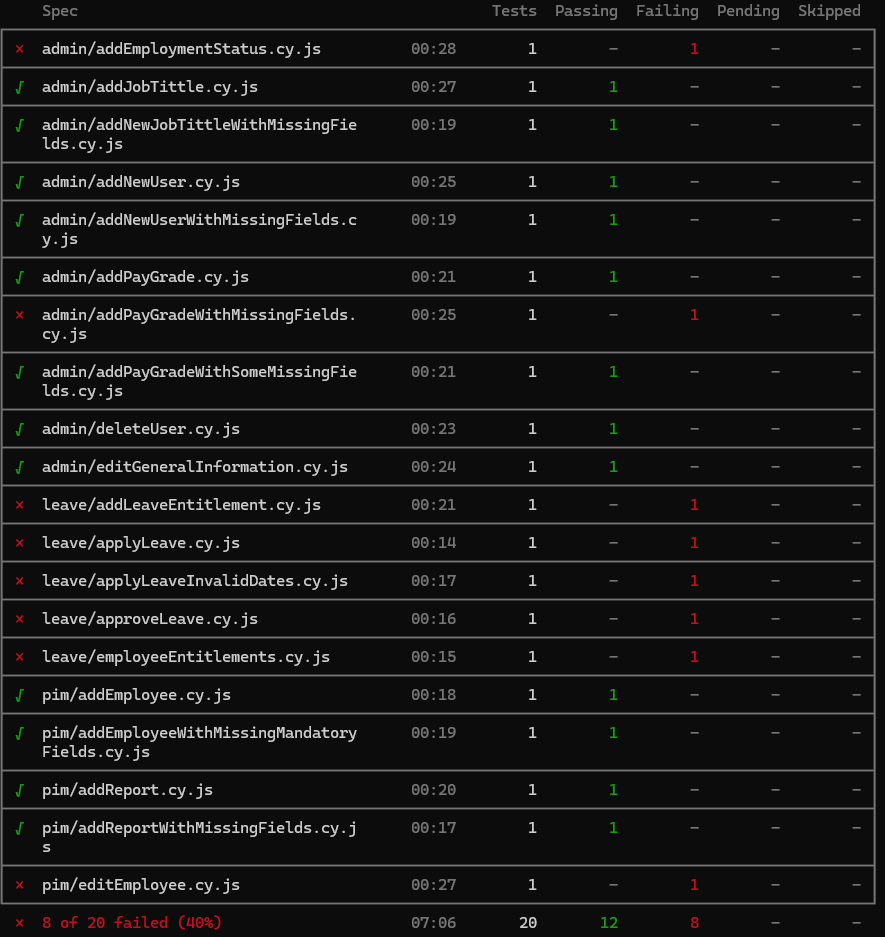 Spec Tests Passing Failing Pending Skipped
× admin/addEmploymentStatus.cy.js 00:28 1 – 1 – –
√ admin/addJobTittle.cy.js 00:27 1 1 – – –
√ admin/addNewJobTittleWithMissingFie 00:19 1 1 – – –
lds.cy.js
√ admin/addNewUser.cy.js 00:25 1 1 – – –
√ admin/addNewUserWithMissingFields.c 00:19 1 1 – – –
y.js
√ admin/addPayGrade.cy.js 00:21 1 1 – – –
× admin/addPayGradeWithMissingFields. 00:25 1 – 1 – –
cy.js
√ admin/addPayGradeWithSomeMissingFie 00:21 1 1 – – –
lds.cy.js
√ admin/deleteUser.cy.js 00:23 1 1 – – –
√ admin/editGeneralInformation.cy.js 00:24 1 1 – – –
× leave/addLeaveEntitlement.cy.js 00:21 1 – 1 – –
× leave/applyLeave.cy.js 00:14 1 – 1 – –
× leave/applyLeaveInvalidDates.cy.js 00:17 1 – 1 – –
× leave/approveLeave.cy.js 00:16 1 – 1 – –
× leave/employeeEntitlements.cy.js 00:15 1 – 1 – –
√ pim/addEmployee.cy.js 00:18 1 1 – – –
√ pim/addEmployeeWithMissingMandatory 00:19 1 1 – – –
Fields.cy.js
√ pim/addReport.cy.js 00:20 1 1 – – –
√ pim/addReportWithMissingFields.cy.j 00:17 1 1 – – –
s
× pim/editEmployee.cy.js 00:27 1 – 1 – –
× 8 of 20 failed (40%) 07:06 20 12 8 – –